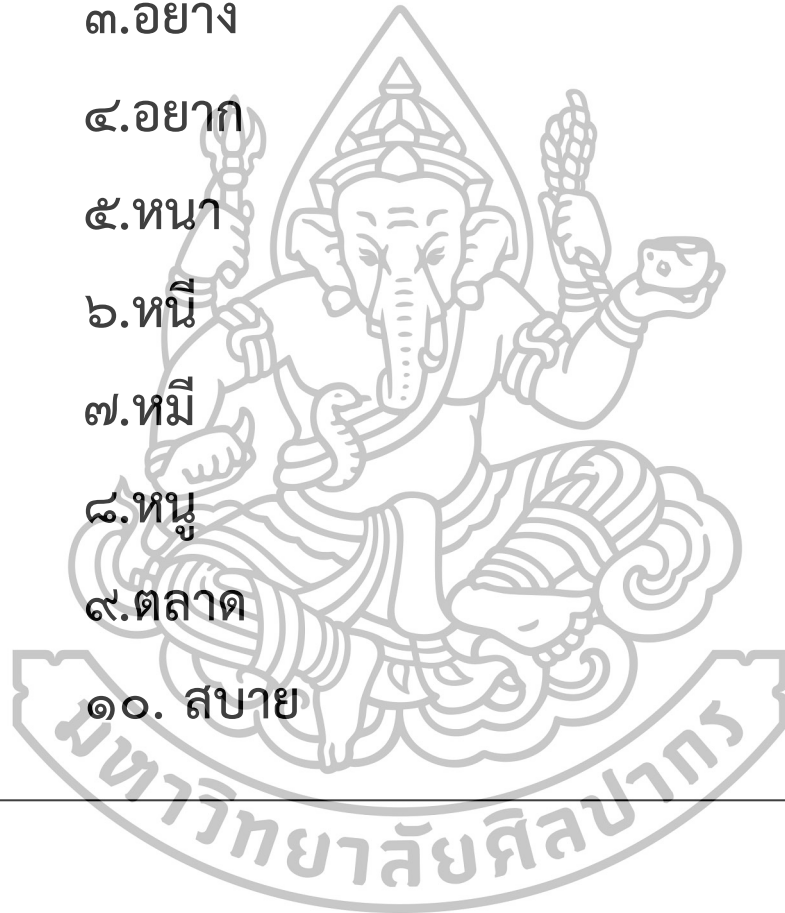 ๓.อยาง
๔.อยาก
๕.หนา
๖.หนี
๗.หมี
๘.หนู
๙.ตลาด
๑๐. สบาย
มหาวิทยาลัยศิลปากร